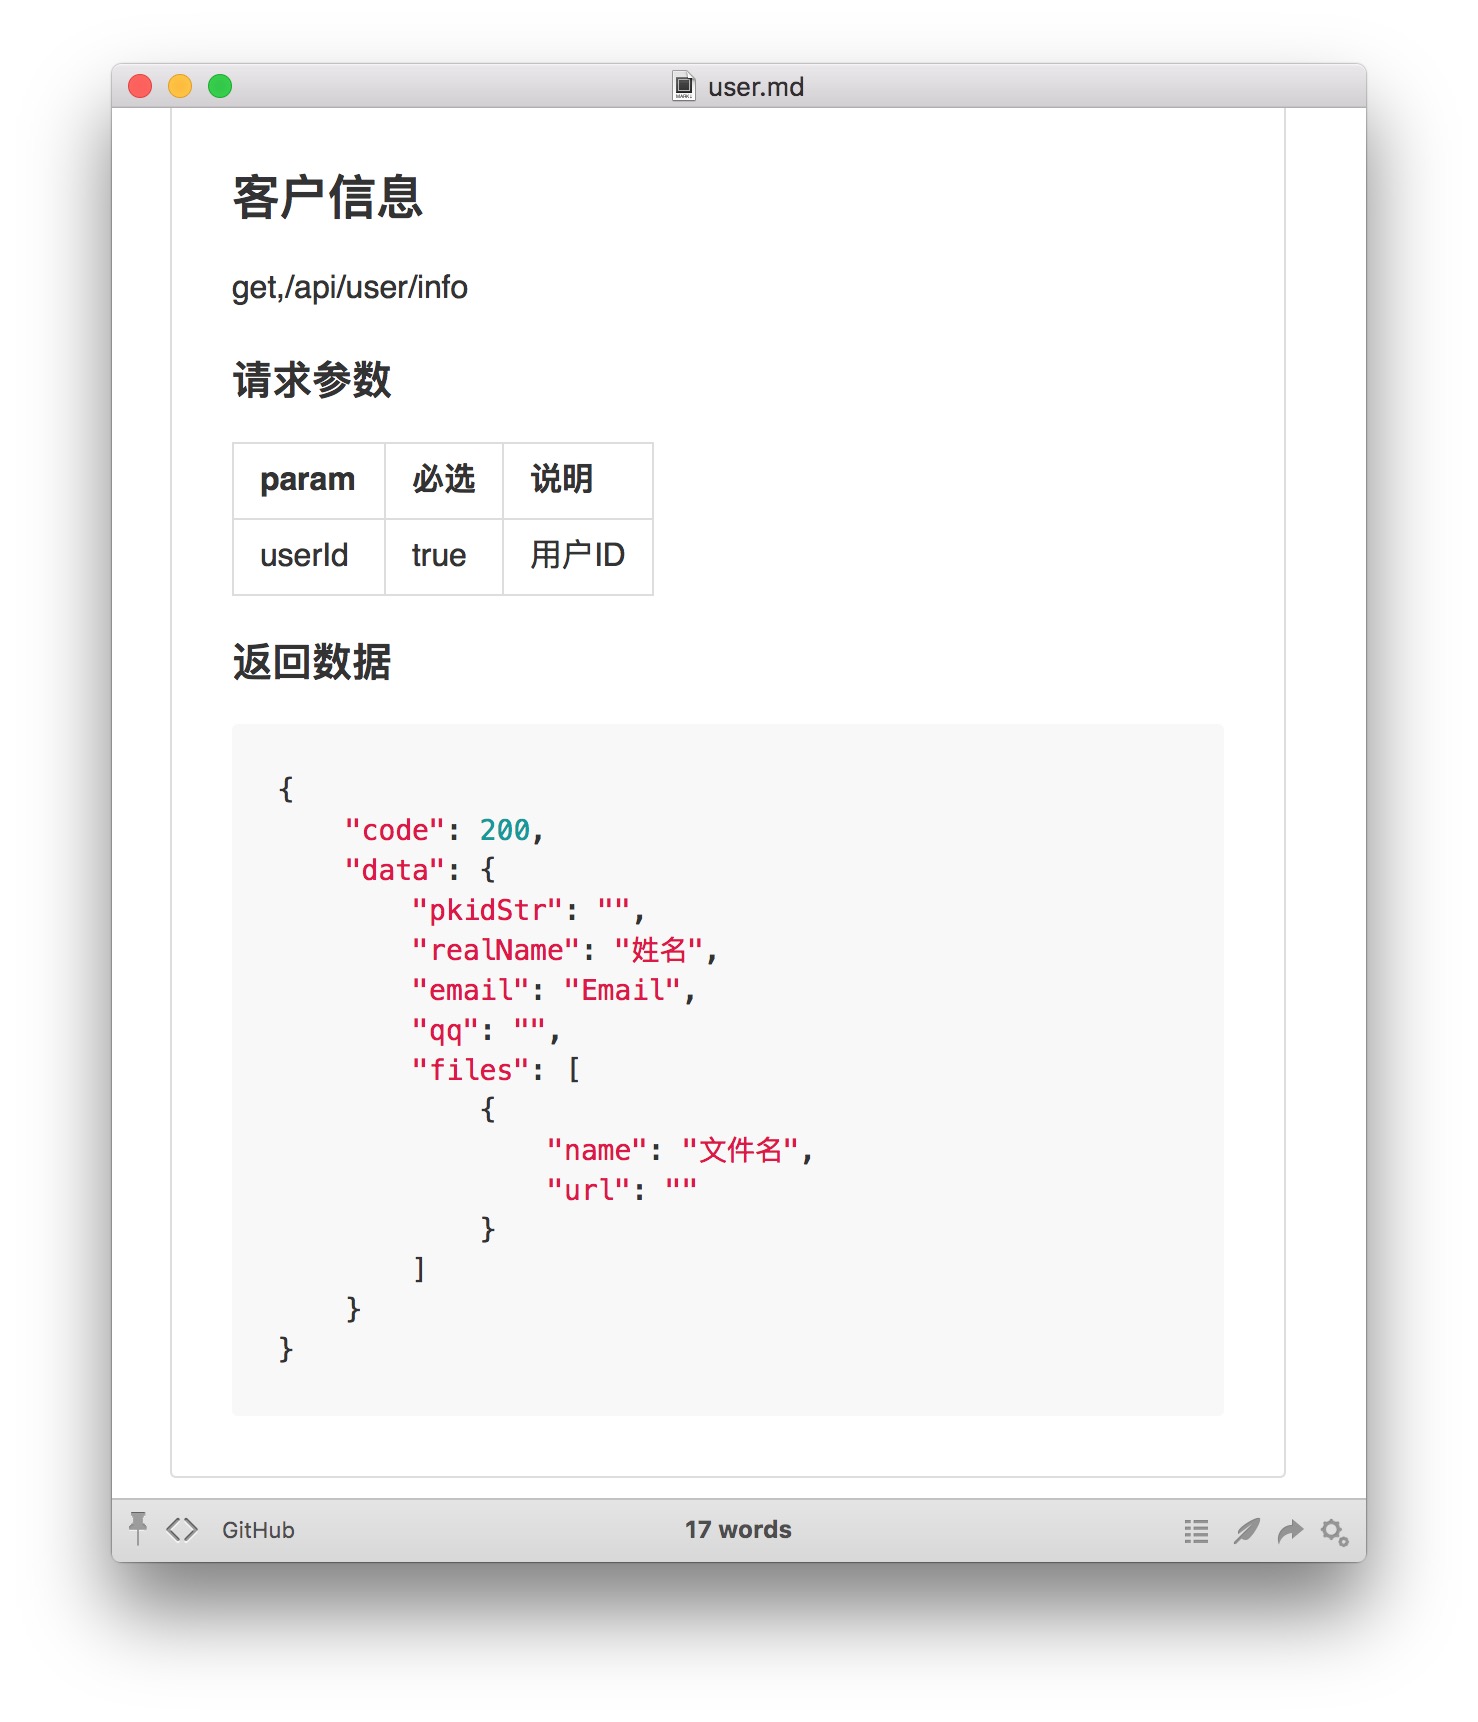 user.md
客户信息
get,/api/user/info
请求参数
param 必选 说明
userId true 用户ID
返回数据
{
    "code": 200,
    "data": {
        "pkidStr": "",
        "realName": "姓名",
        "email": "Email",
        "qq": "",
        "files": [
            {
                "name": "文件名",
                "url": ""
            }
        ]
    }
}
GitHub 17 words